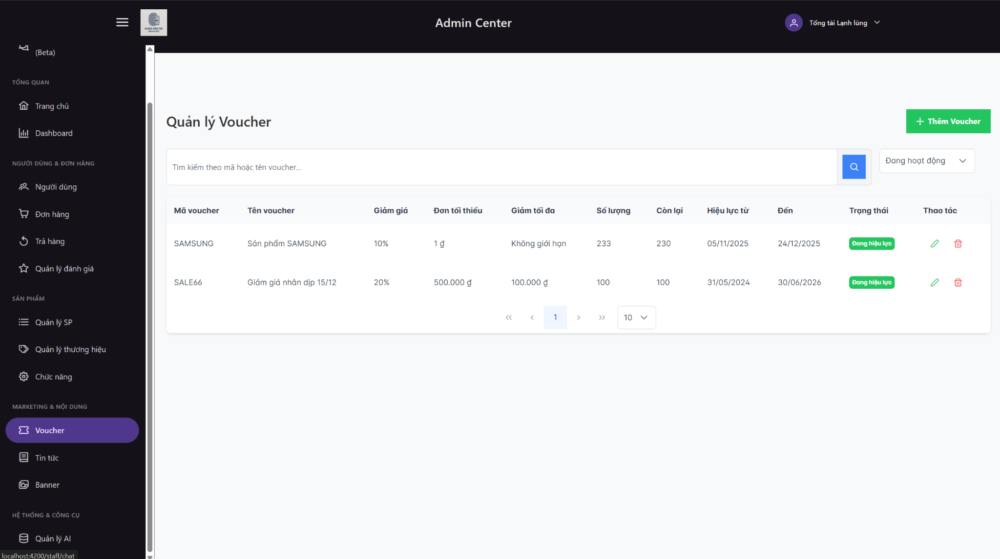 KHÓA VÂN TAY
HÀN QUỐC
Admin Center
Tổng tài Lạnh lùng
(Beta)
TỔNG QUAN
Trang chủ
Dashboard
NGƯỜI DÙNG & ĐƠN HÀNG
Người dùng
Đơn hàng
Trả hàng
Quản lý đánh giá
SẢN PHẨM
Quản lý SP
Quản lý thương hiệu
Chức năng
MARKETING & NỘI DUNG
Voucher
Tin tức
Banner
HỆ THỐNG & CÔNG CỤ
Quản lý AI
localhost:4200/staff/chat
Quản lý Voucher
Thêm Voucher
Tìm kiếm theo mã hoặc tên voucher...
Đang hoạt động
Mã voucher Tên voucher Giảm giá Đơn tối thiểu Giảm tối đa Số lượng Còn lại Hiệu lực từ Đến Trạng thái Thao tác
SAMSUNG Sản phẩm SAMSUNG 10% 1 ₫ Không giới hạn 233 230 05/11/2025 24/12/2025 Đang hiệu lực
SALE66 Giảm giá nhân dịp 15/12 20% 500.000 ₫ 100.000 ₫ 100 100 31/05/2024 30/06/2026 Đang hiệu lực
1 10